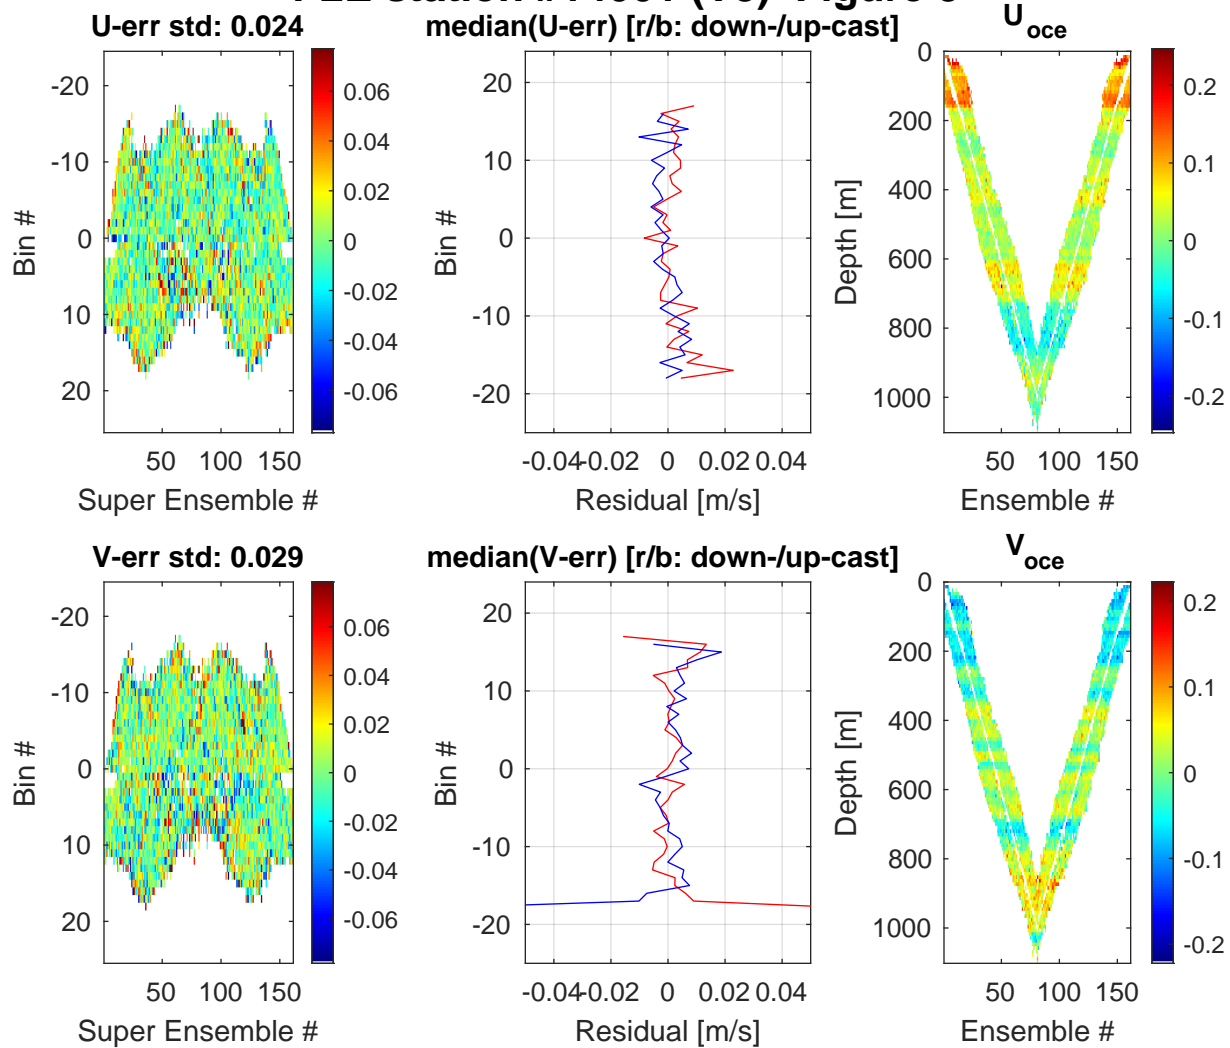 U-err std: 0.024
median(U-err) [r/b: down-/up-cast]
U_oce
-20
-10
0
10
20
Bin #
50 100 150
Super Ensemble #
0.06
0.04
0.02
0
-0.02
-0.04
-0.06
20
10
0
-10
-20
Bin #
-0.04 -0.02 0 0.02 0.04
Residual [m/s]
0
200
400
600
800
1000
Depth [m]
50 100 150
Ensemble #
0.2
0.1
0
-0.1
-0.2
V-err std: 0.029
median(V-err) [r/b: down-/up-cast]
V_oce
-20
-10
0
10
20
Bin #
50 100 150
Super Ensemble #
0.06
0.04
0.02
0
-0.02
-0.04
-0.06
20
10
0
-10
-20
Bin #
-0.04 -0.02 0 0.02 0.04
Residual [m/s]
0
200
400
600
800
1000
Depth [m]
50 100 150
Ensemble #
0.2
0.1
0
-0.1
-0.2